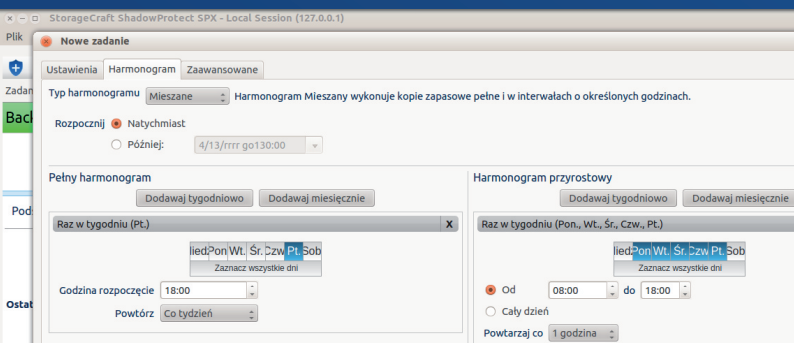 StorageCraft ShadowProtect SPX - Local Session (127.0.0.1)
Plik
Nowe zadanie
Ustawienia Harmonogram Zaawansowane
Zadan
Typ harmonogramu Mieszane Harmonogram Mieszany wykonuje kopie zapasowe pełne i w interwałach o określonych godzinach.
Back
Rozpocznij Natychmiast
Później: 4/13/rrrr go130:00
Pełny harmonogram Harmonogram przyrostowy
Dodawaj tygodniowo Dodawaj miesięcznie Dodawaj tygodniowo Dodawaj miesięcznie
Pod
Raz w tygodniu (Pt.) X Raz w tygodniu (Pon., Wt., Śr., Czw., Pt.)
lied Pon Wt. Śr. Czw Pt. Sob lied Pon Wt. Śr. Czw Pt. Sob
Zaznacz wszystkie dni Zaznacz wszystkie dni
Godzina rozpoczęcie 18:00 Od 08:00 do 18:00
Ostat
Powtórz Co tydzień Cały dzień
Powtarzaj co 1 godzina